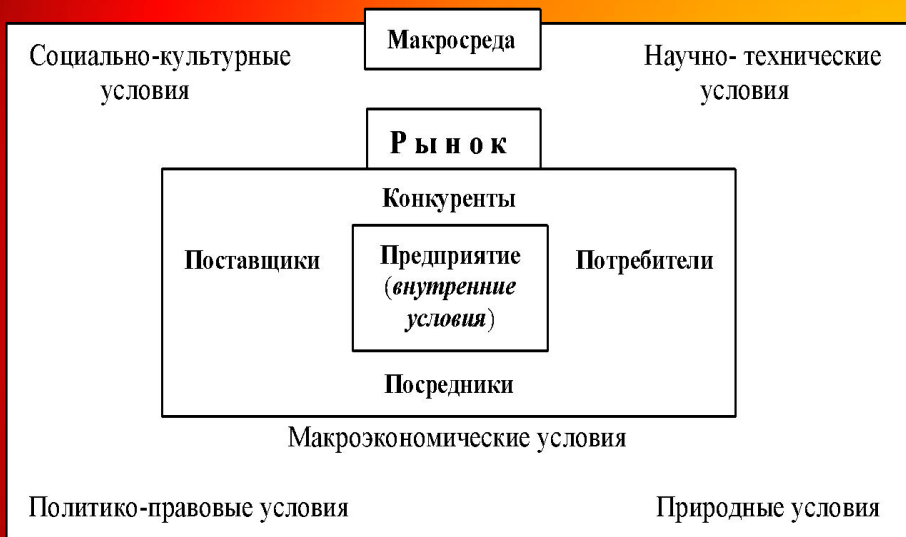 Макросреда
Социально-культурные
условия
Научно- технические
условия
Рынок
Конкуренты
Поставщики
Предприятие
(внутренние
условия)
Потребители
Посредники
Макроэкономические условия
Политико-правовые условия
Природные условия